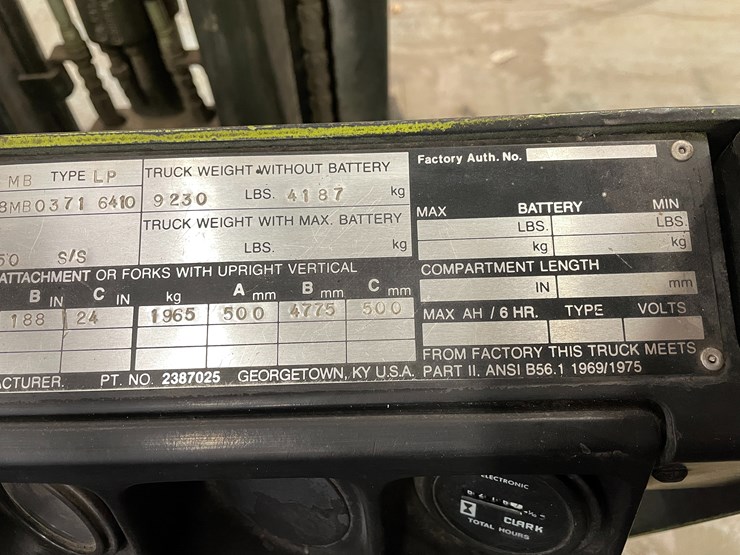 MB TYPE LP
8MB0371 6410
S/S
TRUCK WEIGHT WITHOUT BATTERY
9230 LBS. 4187 kg
TRUCK WEIGHT WITH MAX. BATTERY
LBS. kg
ATTACHMENT OR FORKS WITH UPRIGHT VERTICAL
B IN C IN kg A mm B mm C mm
188 24 1965 500 4775 500
PT. NO. 2387025 GEORGETOWN, KY U.S.A.
Factory Auth. No.
MAX BATTERY MIN
LBS. LBS.
kg kg
COMPARTMENT LENGTH
IN mm
MAX AH / 6 HR. TYPE VOLTS
FROM FACTORY THIS TRUCK MEETS
PART II. ANSI B56.1 1969/1975
ELECTRONIC
CLARK
TOTAL HOURS